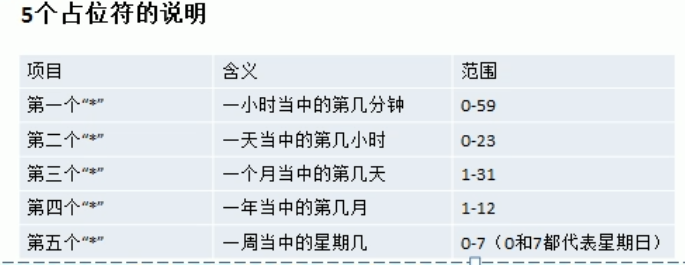 5个占位符的说明
项目 含义 范围
第一个“*” 一小时当中的第几分钟 0-59
第二个“*” 一天当中的第几小时 0-23
第三个“*” 一个月当中的第几天 1-31
第四个“*” 一年当中的第几月 1-12
第五个“*” 一周当中的星期几 0-7（0和7都代表星期日）